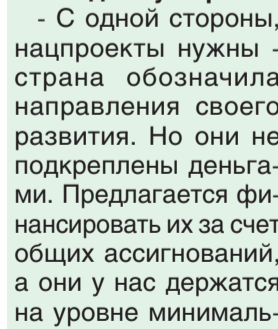 - С одной стороны,
нацпроекты нужны -
страна обозначила
направления своего
развития. Но они не
подкреплены деньга-
ми. Предлагается фи-
нансировать их за счет
общих ассигнований,
а они у нас держатся
на уровне минималь-